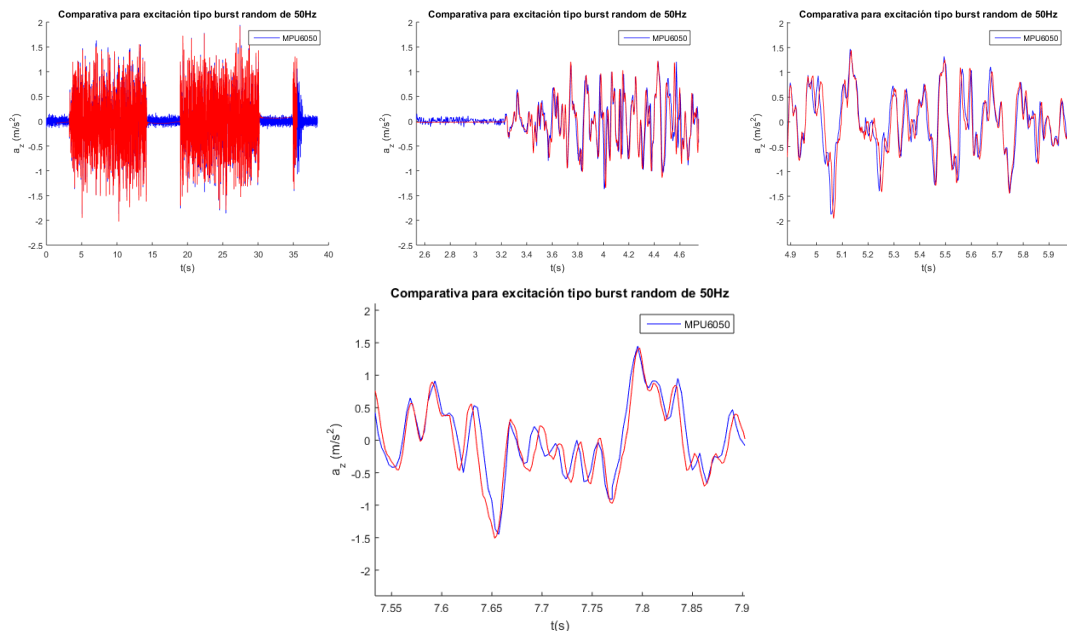 Comparativa para excitación tipo burst random de 50Hz
MPU6050
2
1.5
1
0.5
0
-0.5
-1
-1.5
-2
-2.5
a_z (m/s²)
0 5 10 15 20 25 30 35 40
t(s)
Comparativa para excitación tipo burst random de 50Hz
MPU6050
2
1.5
1
0.5
0
-0.5
-1
-1.5
-2
-2.5
a_z (m/s²)
2.6 2.8 3 3.2 3.4 3.6 3.8 4 4.2 4.4 4.6
t(s)
Comparativa para excitación tipo burst random de 50Hz
MPU6050
2
1.5
1
0.5
0
-0.5
-1
-1.5
-2
a_z (m/s²)
4.9 5 5.1 5.2 5.3 5.4 5.5 5.6 5.7 5.8 5.9
t(s)
Comparativa para excitación tipo burst random de 50Hz
MPU6050
2
1.5
1
0.5
0
-0.5
-1
-1.5
-2
a_z (m/s²)
7.55 7.6 7.65 7.7 7.75 7.8 7.85 7.9
t(s)